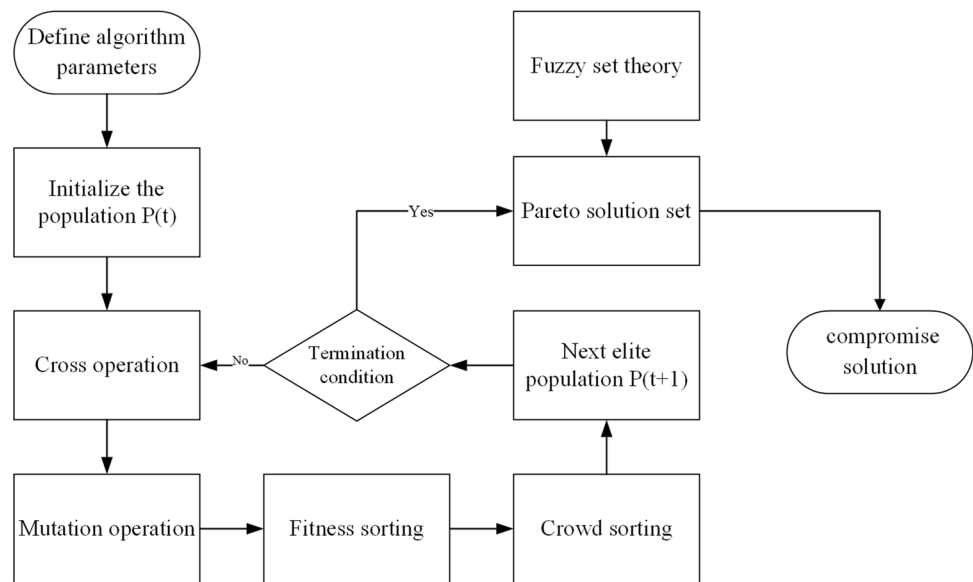 Define algorithm
parameters
Initialize the
population P(t)
Cross operation
Mutation operation
Fitness sorting
Crowd sorting
Next elite
population P(t+1)
Termination
condition
No
Yes
Fuzzy set theory
Pareto solution set
compromise
solution